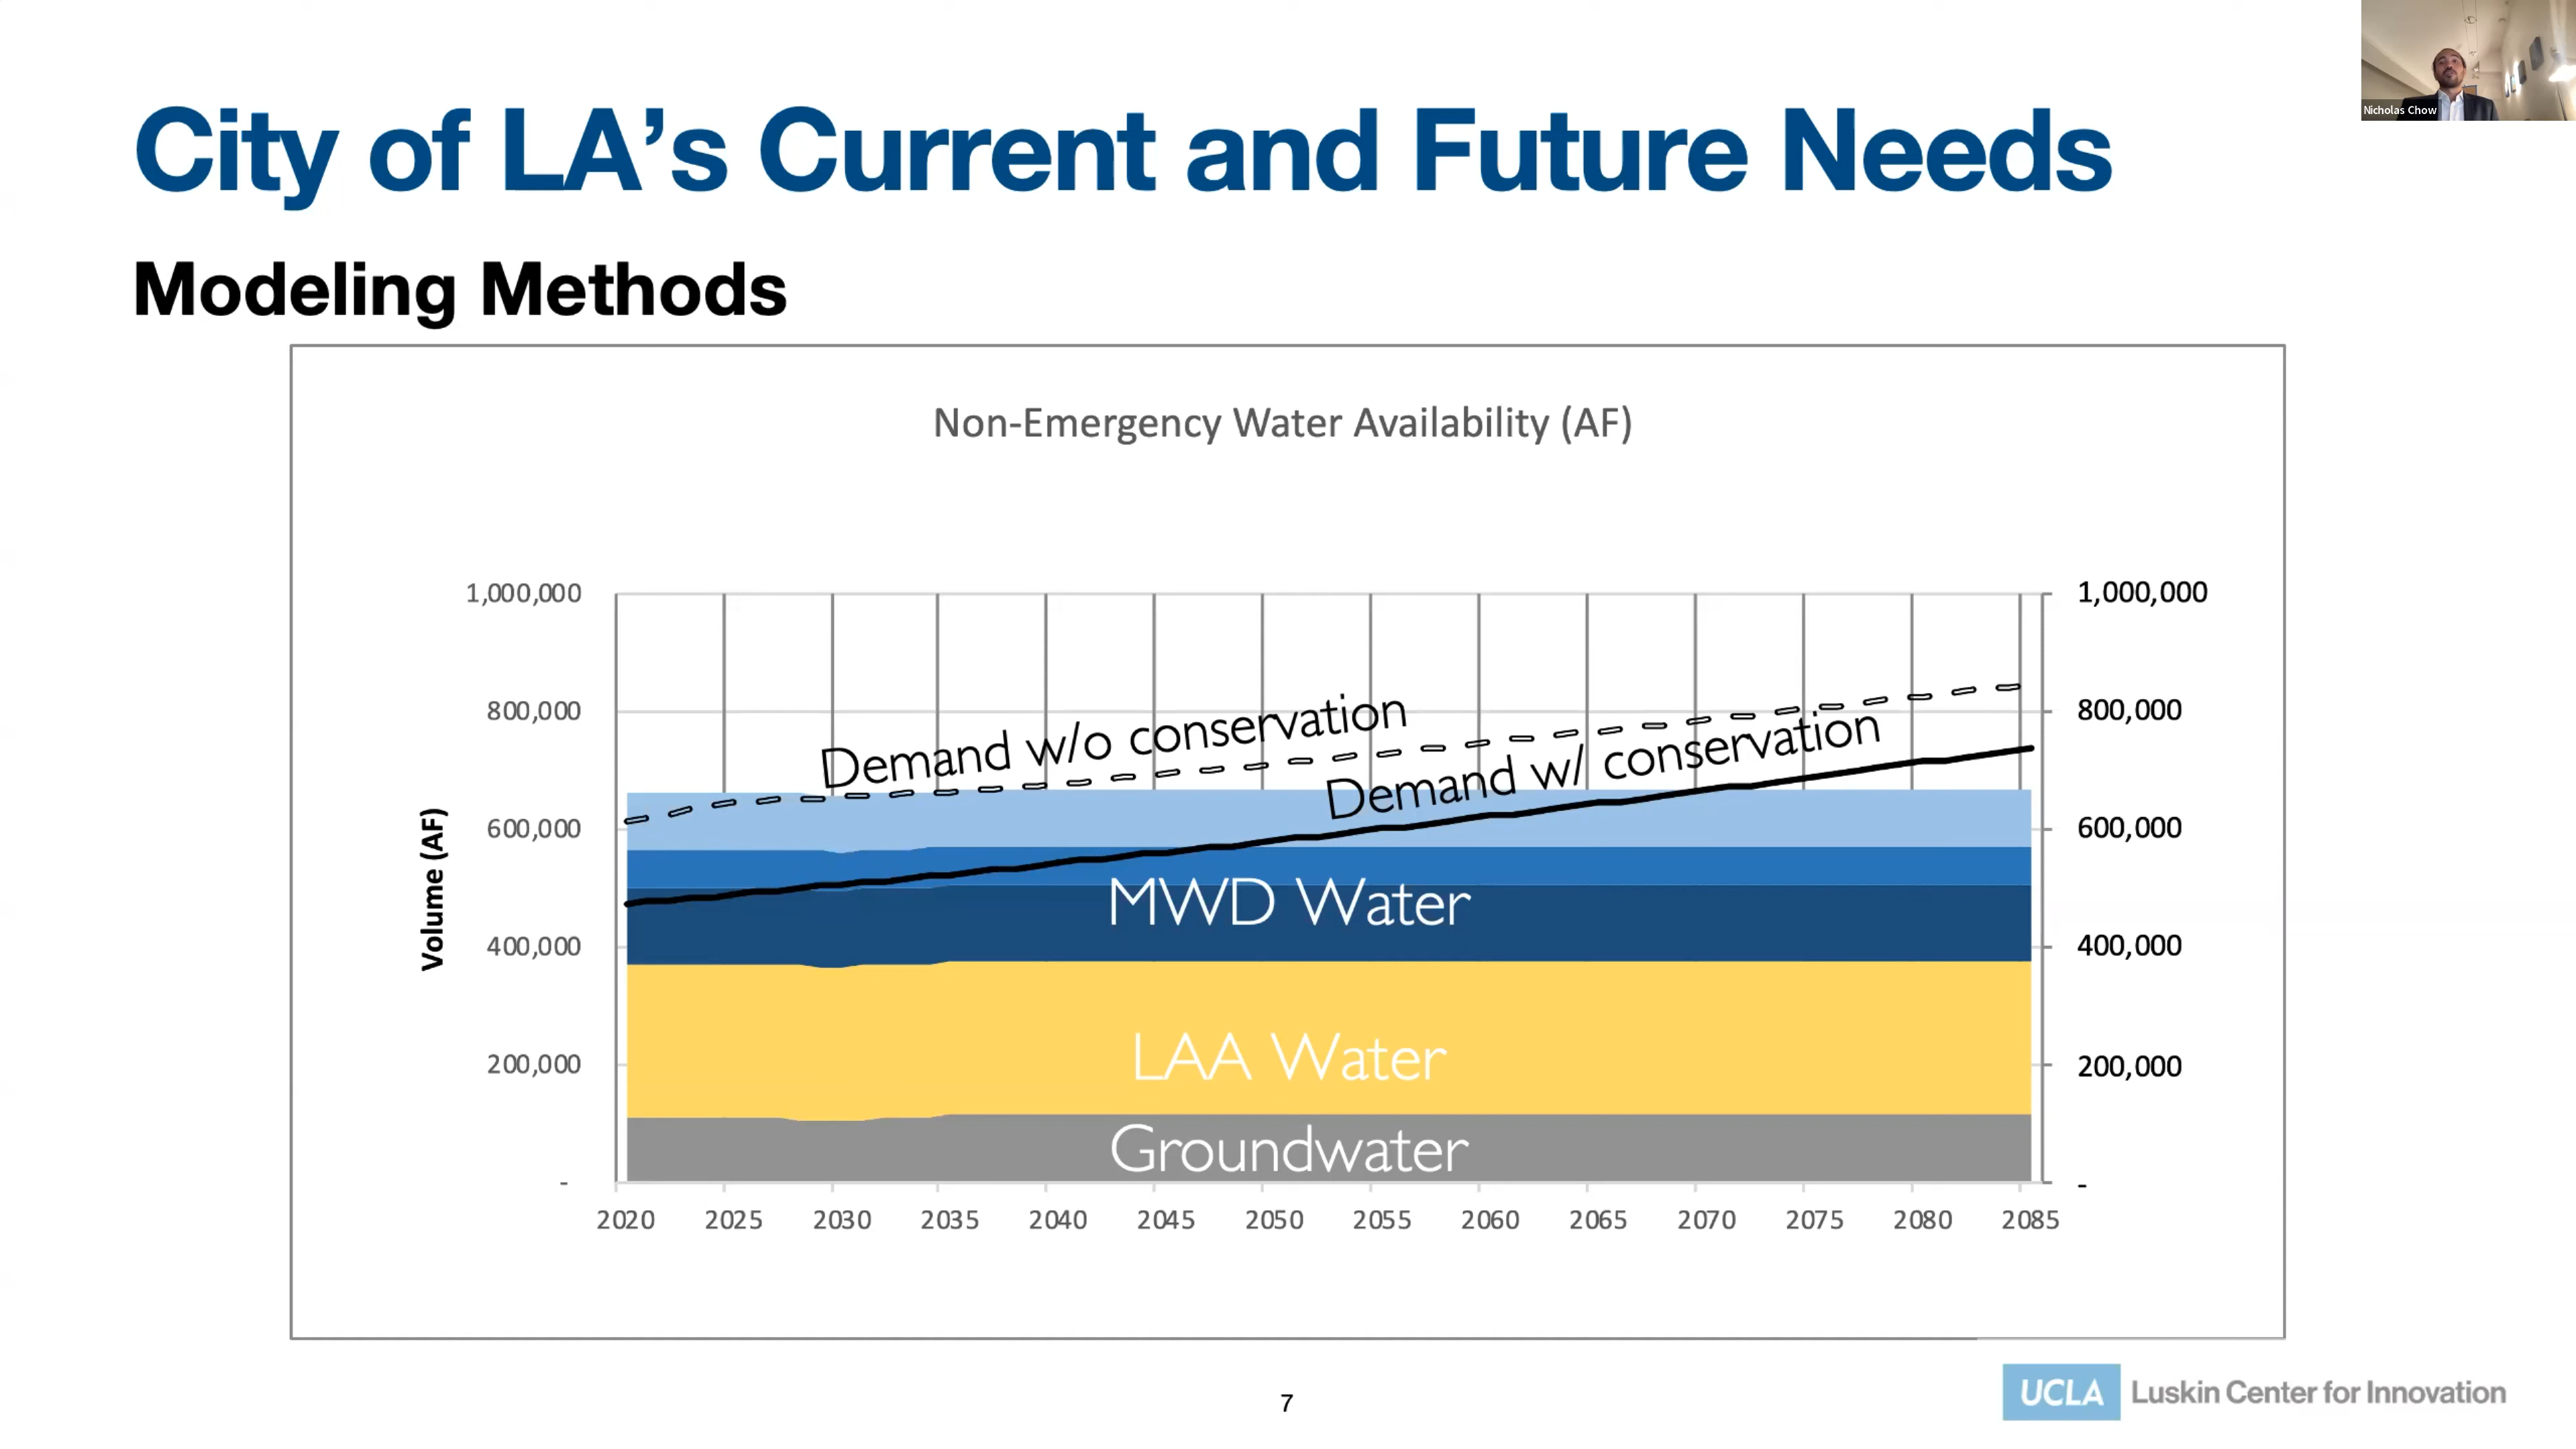 Nicholas Chow
City of LA’s Current and Future Needs
Modeling Methods
Non-Emergency Water Availability (AF)
Volume (AF)
1,000,000
800,000
600,000
400,000
200,000
-
1,000,000
800,000
600,000
400,000
200,000
-
Demand w/o conservation
Demand w/ conservation
MWD Water
LAA Water
Groundwater
2020 2025 2030 2035 2040 2045 2050 2055 2060 2065 2070 2075 2080 2085
7
UCLA Luskin Center for Innovation